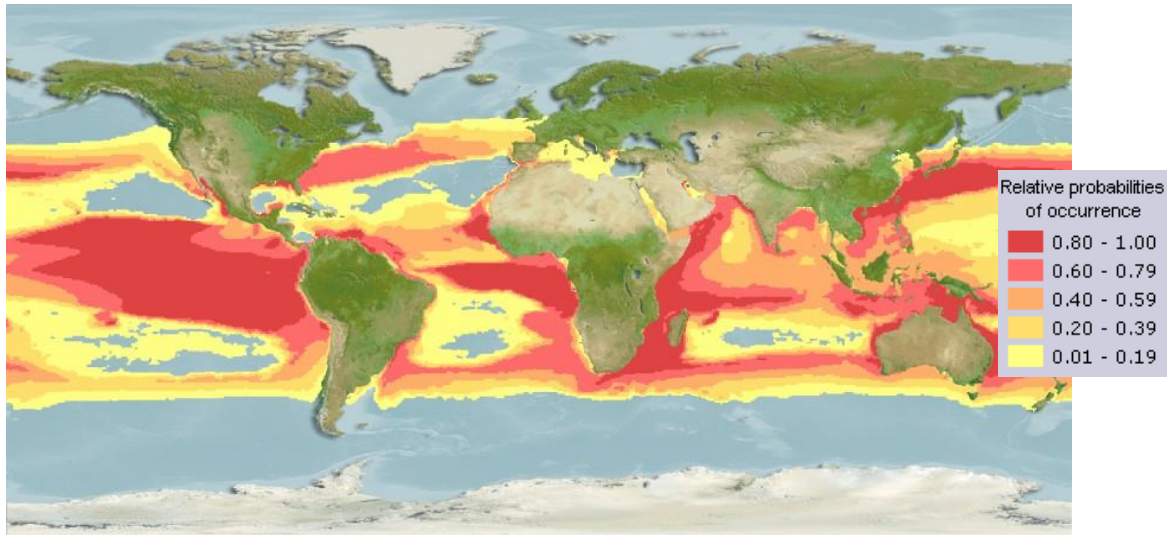 Relative probabilities
of occurrence
0.80 - 1.00
0.60 - 0.79
0.40 - 0.59
0.20 - 0.39
0.01 - 0.19